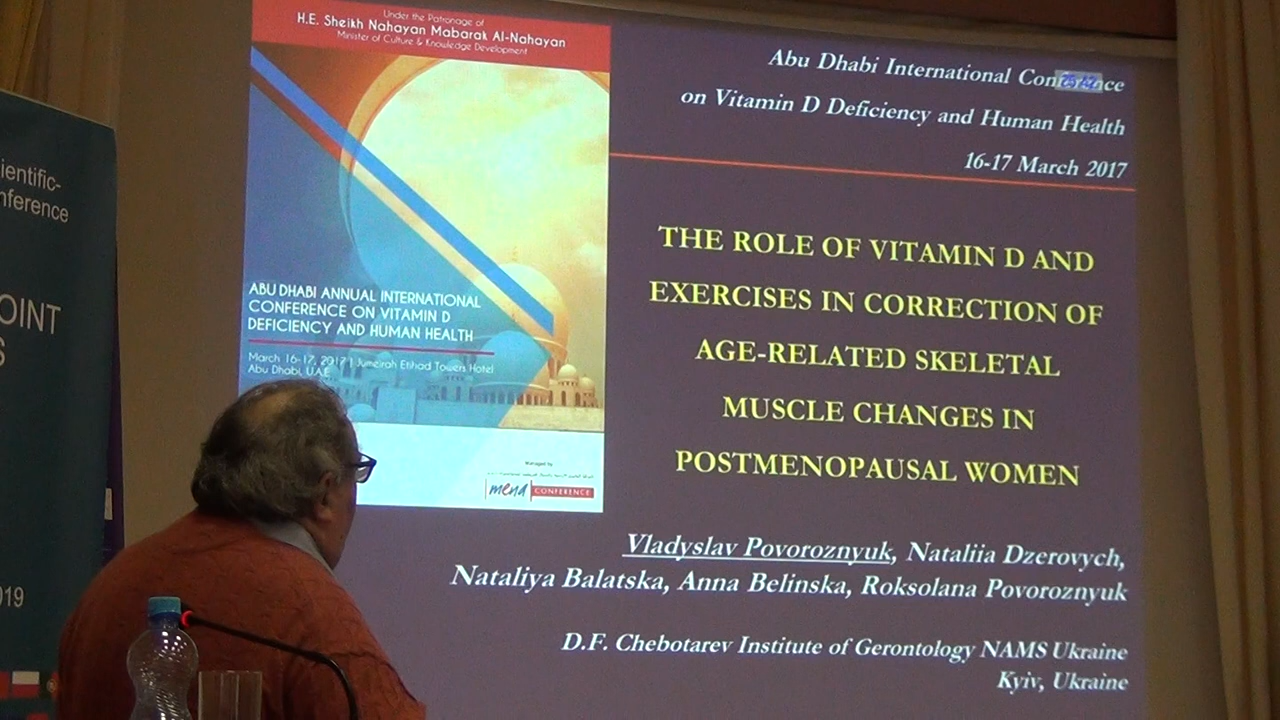 Under the Patronage of
H.E. Sheikh Nahayan Mabarak Al-Nahayan
Minister of Culture & Knowledge Development
ABU DHABI ANNUAL INTERNATIONAL
CONFERENCE ON VITAMIN D
DEFICIENCY AND HUMAN HEALTH
March 16-17, 2017 | Jumeirah Etihad Towers Hotel
Abu Dhabi, U.A.E.
Managed by
mena CONFERENCE
Abu Dhabi International Conference
on Vitamin D Deficiency and Human Health
16-17 March 2017
THE ROLE OF VITAMIN D AND
EXERCISES IN CORRECTION OF
AGE-RELATED SKELETAL
MUSCLE CHANGES IN
POSTMENOPAUSAL WOMEN
Vladyslav Povoroznyuk, Nataliia Dzerovych,
Nataliya Balatska, Anna Belinska, Roksolana Povoroznyuk
D.F. Chebotarev Institute of Gerontology NAMS Ukraine
Kyiv, Ukraine
ientific-
nference
OINT
S
019